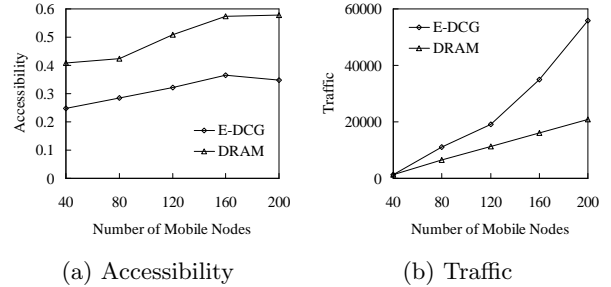 0.6
0.5
0.4
0.3
0.2
0.1
0
Accessibility
E-DCG
DRAM
40 80 120 160 200
Number of Mobile Nodes
(a) Accessibility
60000
40000
20000
0
Traffic
E-DCG
DRAM
40 80 120 160 200
Number of Mobile Nodes
(b) Traffic